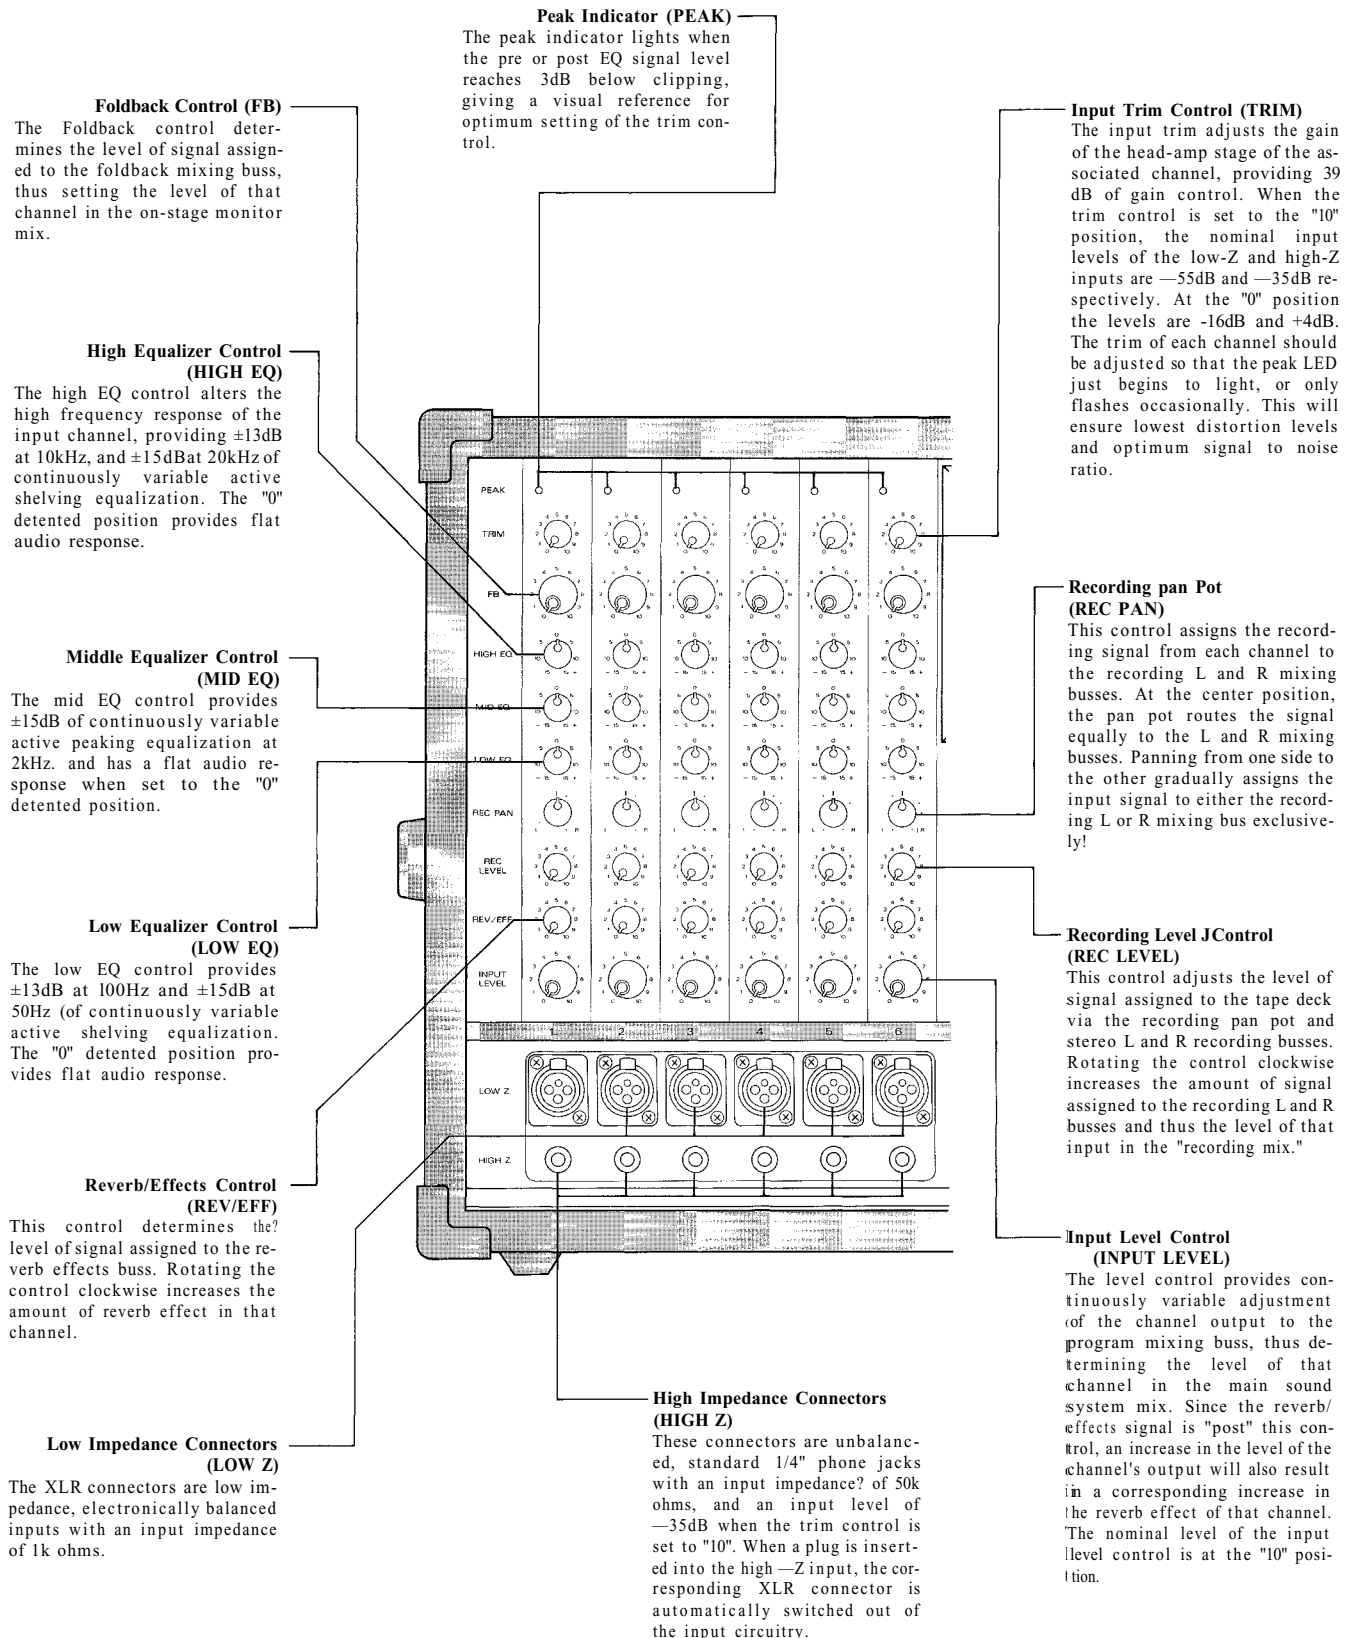 Peak Indicator (PEAK)
The peak indicator lights when
the pre or post EQ signal level
reaches 3dB below clipping,
giving a visual reference for
optimum setting of the trim con-
trol.
Foldback Control (FB)
The Foldback control deter-
mines the level of signal assign-
ed to the foldback mixing buss,
thus setting the level of that
channel in the on-stage monitor
mix.
High Equalizer Control
(HIGH EQ)
The high EQ control alters the
high frequency response of the
input channel, providing ±13dB
at 10kHz, and ±15dBat 20kHz of
continuously variable active
shelving equalization. The "0"
detented position provides flat
audio response.
Middle Equalizer Control
(MID EQ)
The mid EQ control provides
±15dB of continuously variable
active peaking equalization at
2kHz. and has a flat audio re-
sponse when set to the "0"
detented position.
Low Equalizer Control
(LOW EQ)
The low EQ control provides
±13dB at l00Hz and ±15dB at
50Hz (of continuously variable
active shelving equalization.
The "0" detented position pro-
vides flat audio response.
Reverb/Effects Control
(REV/EFF)
This control determines the?
level of signal assigned to the re-
verb effects buss. Rotating the
control clockwise increases the
amount of reverb effect in that
channel.
Low Impedance Connectors
(LOW Z)
The XLR connectors are low im-
pedance, electronically balanced
inputs with an input impedance
of 1k ohms.
PEAK
TRIM
FB
HIGH EQ
MID EQ
LOW EQ
REC PAN
REC
LEVEL
REV/EFF
INPUT
LEVEL
1 2 3 4 5 6
LOW Z
HIGH Z
High Impedance Connectors
(HIGH Z)
These connectors are unbalanc-
ed, standard 1/4" phone jacks
with an input impedance? of 50k
ohms, and an input level of
—35dB when the trim control is
set to "10". When a plug is insert-
ed into the high —Z input, the cor-
responding XLR connector is
automatically switched out of
the input circuitry.
Input Trim Control (TRIM)
The input trim adjusts the gain
of the head-amp stage of the as-
sociated channel, providing 39
dB of gain control. When the
trim control is set to the "10"
position, the nominal input
levels of the low-Z and high-Z
inputs are —55dB and —35dB re-
spectively. At the "0" position
the levels are -16dB and +4dB.
The trim of each channel should
be adjusted so that the peak LED
just begins to light, or only
flashes occasionally. This will
ensure lowest distortion levels
and optimum signal to noise
ratio.
Recording pan Pot
(REC PAN)
This control assigns the record-
ing signal from each channel to
the recording L and R mixing
busses. At the center position,
the pan pot routes the signal
equally to the L and R mixing
busses. Panning from one side to
the other gradually assigns the
input signal to either the record-
ing L or R mixing bus exclusive-
ly!
Recording Level JControl
(REC LEVEL)
This control adjusts the level of
signal assigned to the tape deck
via the recording pan pot and
stereo L and R recording busses.
Rotating the control clockwise
increases the amount of signal
assigned to the recording L and R
busses and thus the level of that
input in the "recording mix."
Input Level Control
(INPUT LEVEL)
The level control provides con-
tinuously variable adjustment
of the channel output to the
program mixing buss, thus de-
termining the level of that
channel in the main sound
system mix. Since the reverb/
effects signal is "post" this con-
trol, an increase in the level of the
channel's output will also result
in a corresponding increase in
the reverb effect of that channel.
The nominal level of the input
level control is at the "10" posi-
tion.